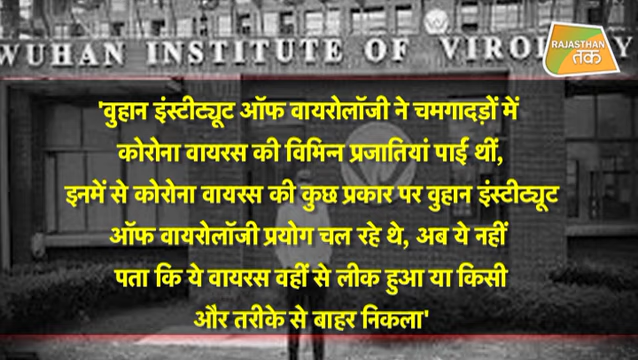 WUHAN INSTITUTE OF VIROLOGY
RAJASTHAN
तक
'वुहान इंस्टीट्यूट ऑफ वायरोलॉजी ने चमगादड़ों में
कोरोना वायरस की विभिन्न प्रजातियां पाईं थीं,
इनमें से कोरोना वायरस की कुछ प्रकार पर वुहान इंस्टीट्यूट
ऑफ वायरोलॉजी प्रयोग चल रहे थे, अब ये नहीं
पता कि ये वायरस वहीं से लीक हुआ या किसी
और तरीके से बाहर निकला'